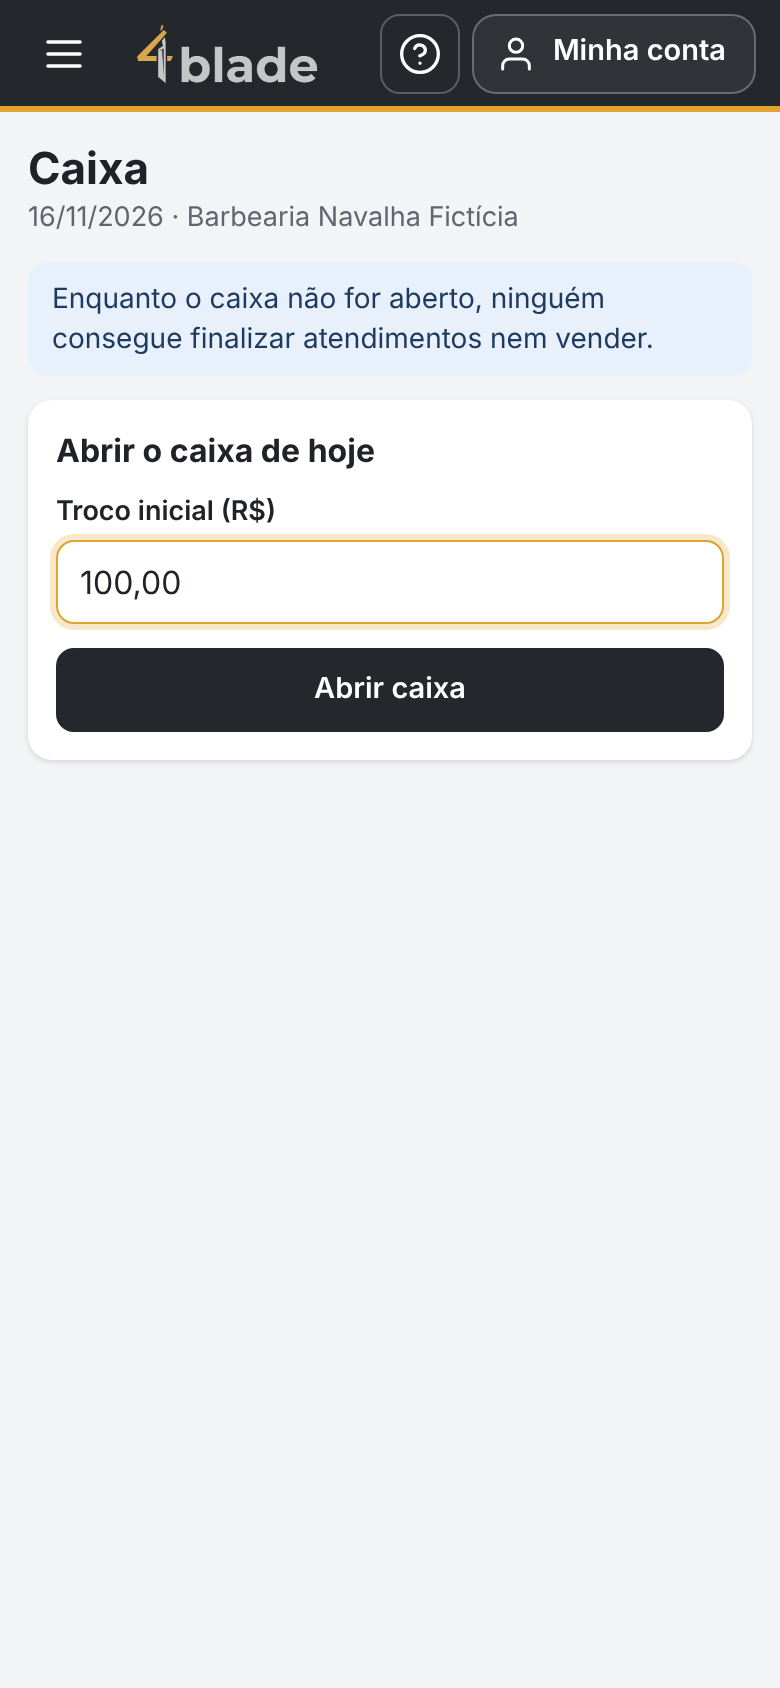 4blade
Minha conta
Caixa
16/11/2026 · Barbearia Navalha Fictícia
Enquanto o caixa não for aberto, ninguém
consegue finalizar atendimentos nem vender.
Abrir o caixa de hoje
Troco inicial (R$)
100,00
Abrir caixa